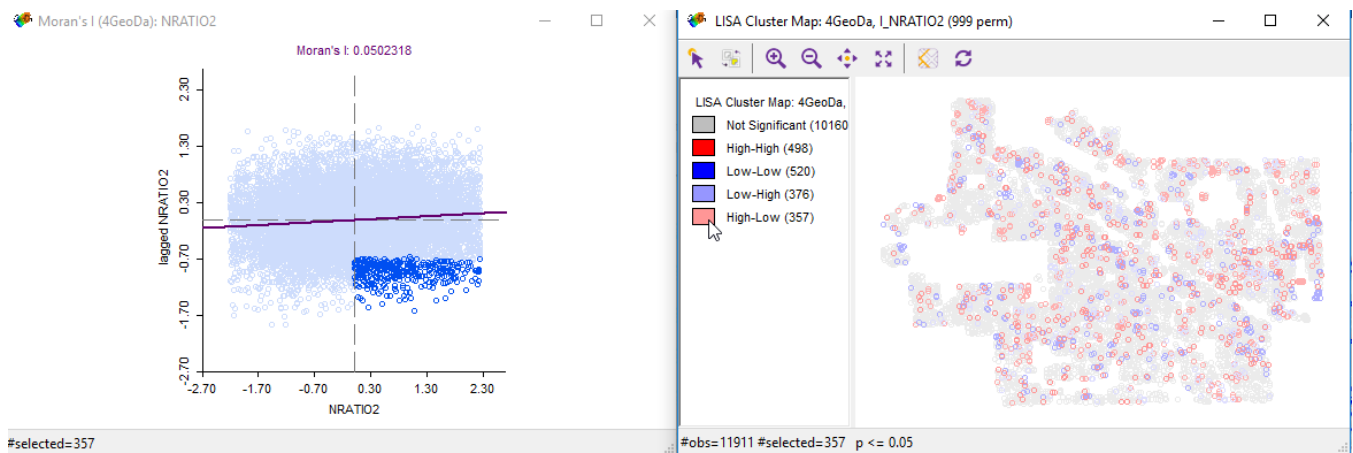 Moran's I (4GeoDa): NRATIO2
Moran's I: 0.0502318
2.30
1.30
0.30
-0.70
-1.70
-2.70
lagged NRATIO2
-2.70 -1.70 -0.70 0.30 1.30 2.30
NRATIO2
#selected=357
LISA Cluster Map: 4GeoDa, I_NRATIO2 (999 perm)
LISA Cluster Map: 4GeoDa,
Not Significant (10160
High-High (498)
Low-Low (520)
Low-High (376)
High-Low (357)
#obs=11911 #selected=357 p <= 0.05